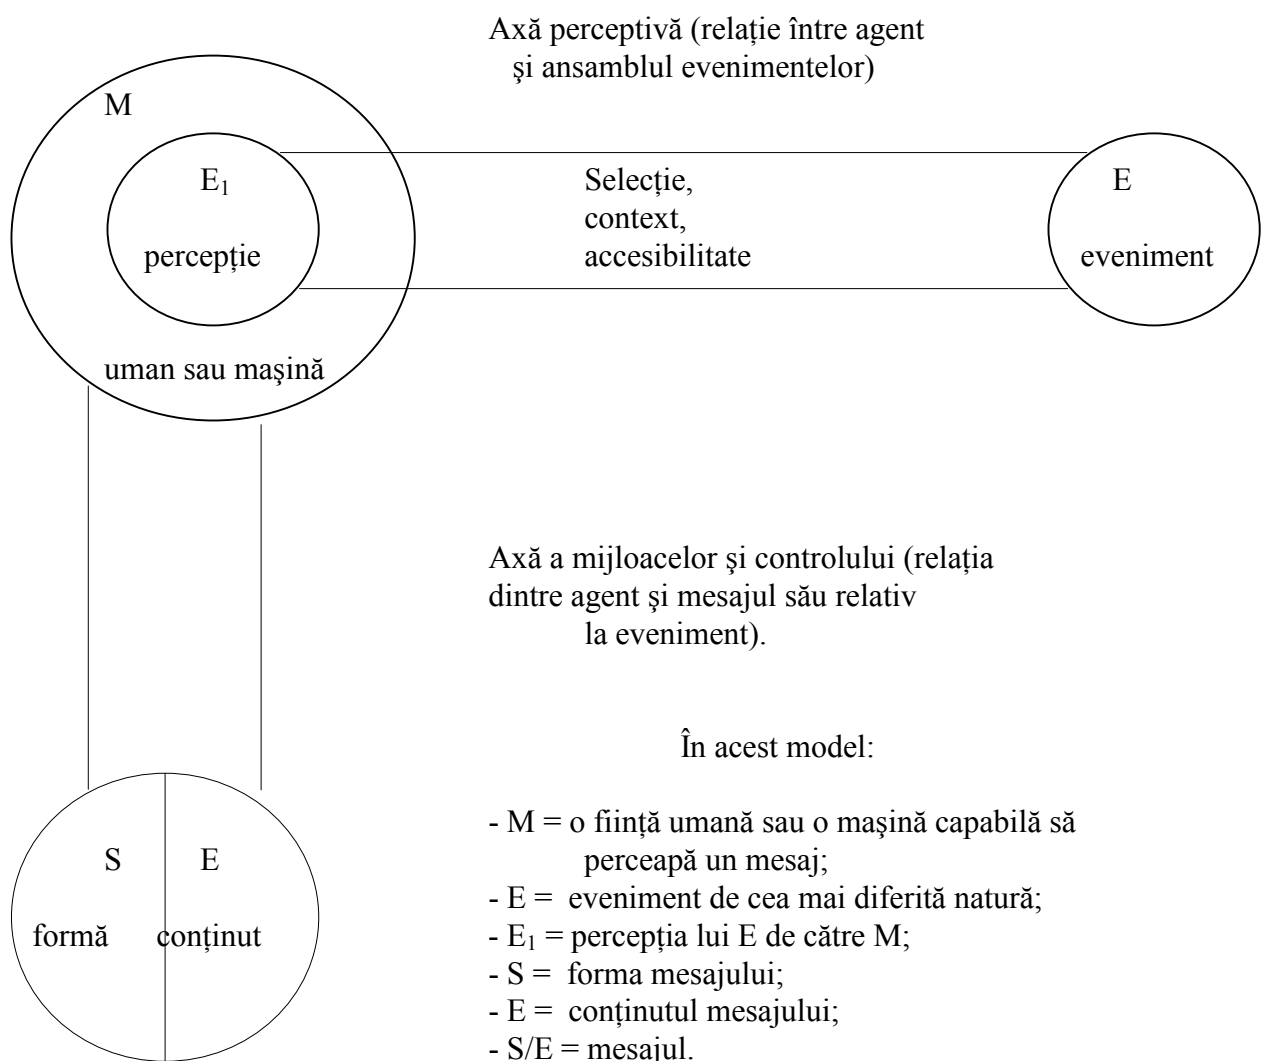 Axă perceptivă (relație între agent
şi ansamblul evenimentelor)
M
E₁
percepție
uman sau maşină
Selecție,
context,
accesibilitate
E
eveniment
Axă a mijloacelor şi controlului (relația
dintre agent şi mesajul său relativ
la eveniment).
În acest model:
S E
formă conținut
- M = o ființă umană sau o maşină capabilă să
perceapă un mesaj;
- E = eveniment de cea mai diferită natură;
- E₁ = percepția lui E de către M;
- S = forma mesajului;
- E = conținutul mesajului;
- S/E = mesajul.